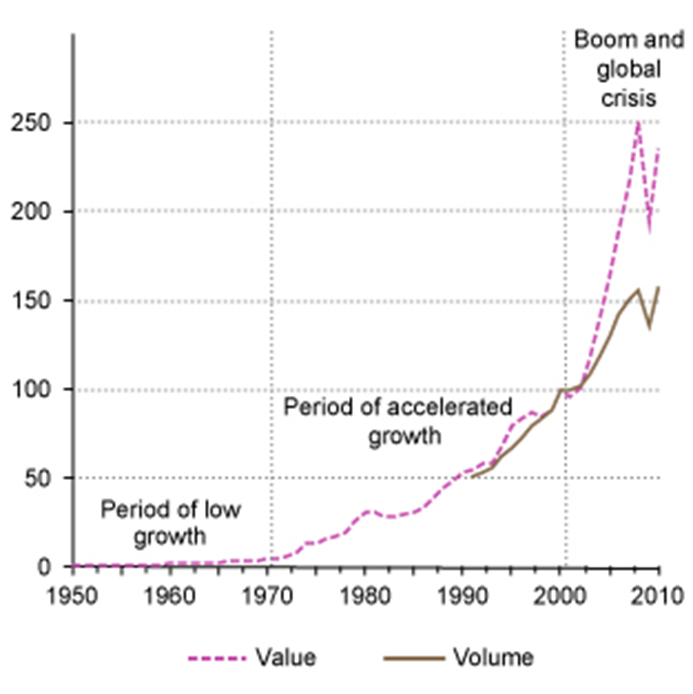 Boom and
global
crisis
250
200
150
100
Period of accelerated
growth
50
Period of low
growth
0
1950 1960 1970 1980 1990 2000 2010
Value Volume